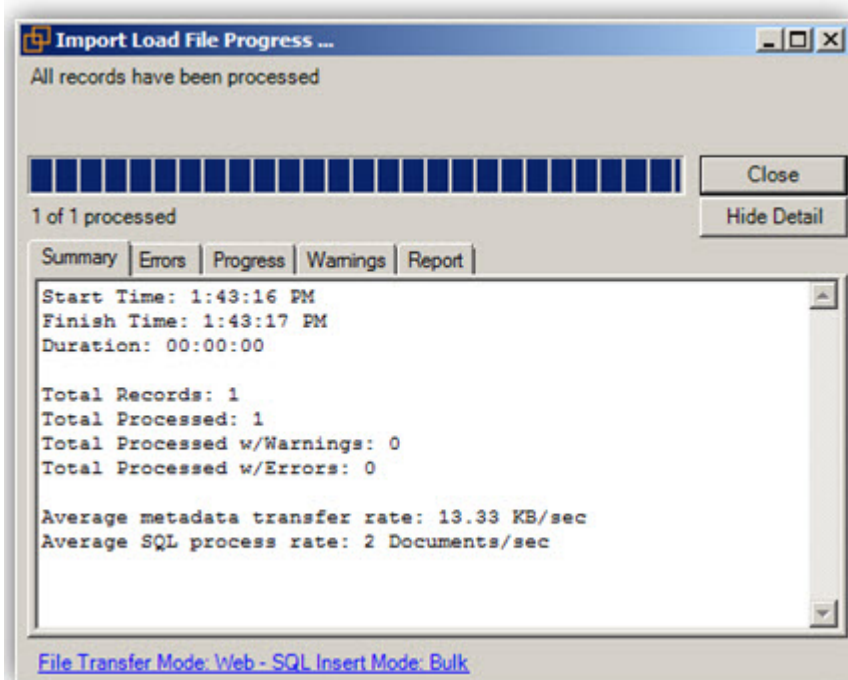 Import Load File Progress ...
All records have been processed
Close
1 of 1 processed
Hide Detail
Summary
Errors
Progress
Warnings
Report
Start Time: 1:43:16 PM
Finish Time: 1:43:17 PM
Duration: 00:00:00
Total Records: 1
Total Processed: 1
Total Processed w/Warnings: 0
Total Processed w/Errors: 0
Average metadata transfer rate: 13.33 KB/sec
Average SQL process rate: 2 Documents/sec
File Transfer Mode: Web - SQL Insert Mode: Bulk